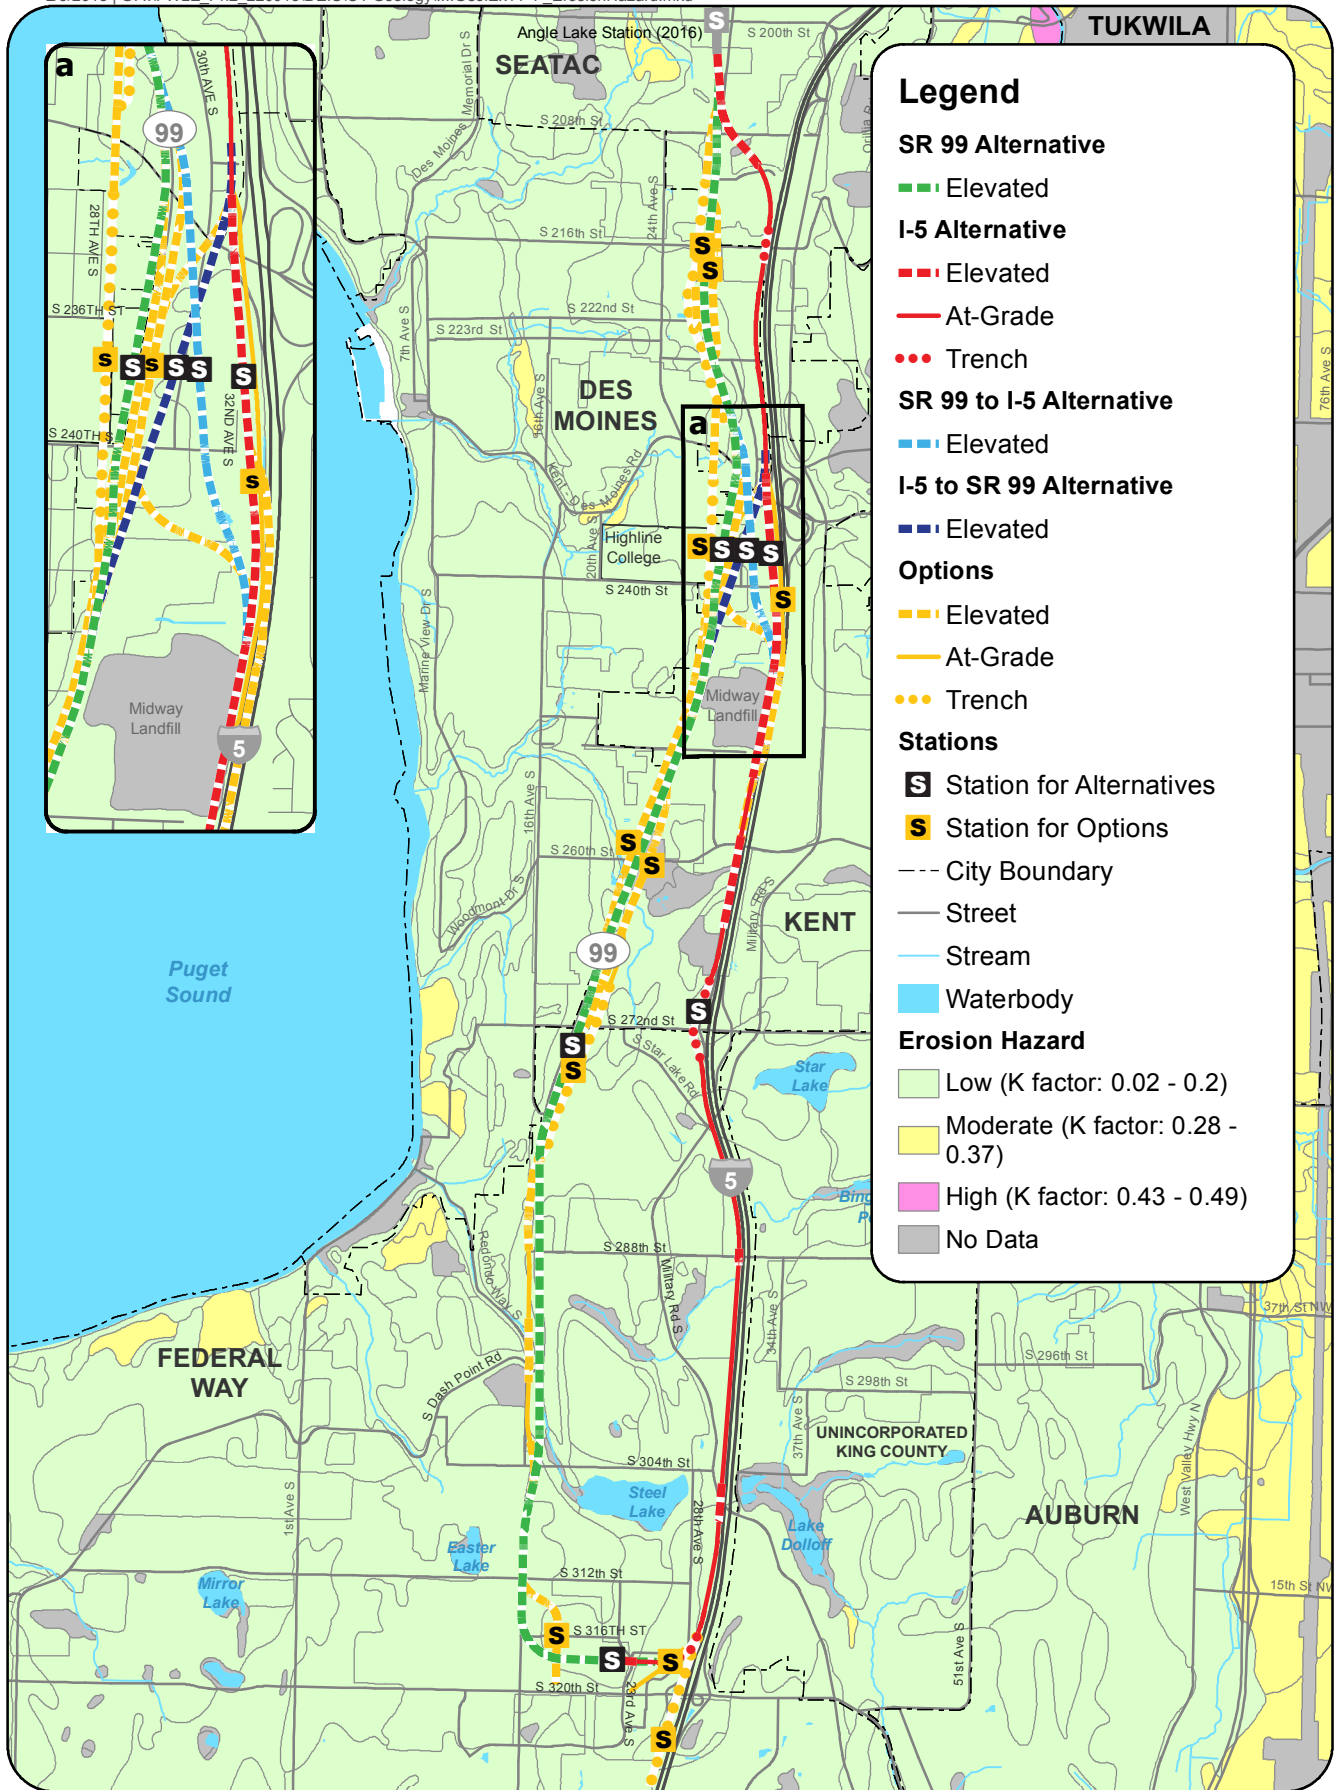 Angle Lake Station (2016)
S
S 200th St
TUKWILA
SEATAC
Des Moines Memorial Dr S
S 208th St
24th Ave S
S 216th St
S
S
S 222nd St
S 223rd St
7th Ave S
16th Ave S
DES
MOINES
Kent - Des Moines Rd
20th Ave S
Highline
College
a
S
S
S
S
S
S 240th St
Marine View Dr S
Midway
Landfill
16th Ave S
S
S
S 260th St
Woodmont Dr S
Military Rd S
KENT
99
Puget
Sound
S
S 272nd St
S
S
S Star Lake Rd
Star
Lake
5
S 288th St
Redondo Way S
Military Rd S
34th Ave S
37th St NW
S 296th St
FEDERAL
WAY
S Dash Point Rd
S 298th St
37th Ave S
UNINCORPORATED
KING COUNTY
West Valley Hwy N
S 304th St
Steel
Lake
28th Ave S
1st Ave S
Lake
Dolloff
AUBURN
Easter
Lake
S 312th St
Mirror
Lake
15th St NW
S
S 316TH ST
S
S
51st Ave S
S 320th St
23rd Ave S
S
76th Ave S
a
30th AVE S
99
28TH AVE S
S 236TH ST
S
S
S
S
S
S
32ND AVE S
S 240TH S
S
Midway
Landfill
5
Legend
SR 99 Alternative
Elevated
I-5 Alternative
Elevated
At-Grade
Trench
SR 99 to I-5 Alternative
Elevated
I-5 to SR 99 Alternative
Elevated
Options
Elevated
At-Grade
Trench
Stations
S Station for Alternatives
S Station for Options
City Boundary
Street
Stream
Waterbody
Erosion Hazard
Low (K factor: 0.02 - 0.2)
Moderate (K factor: 0.28 -
0.37)
High (K factor: 0.43 - 0.49)
No Data